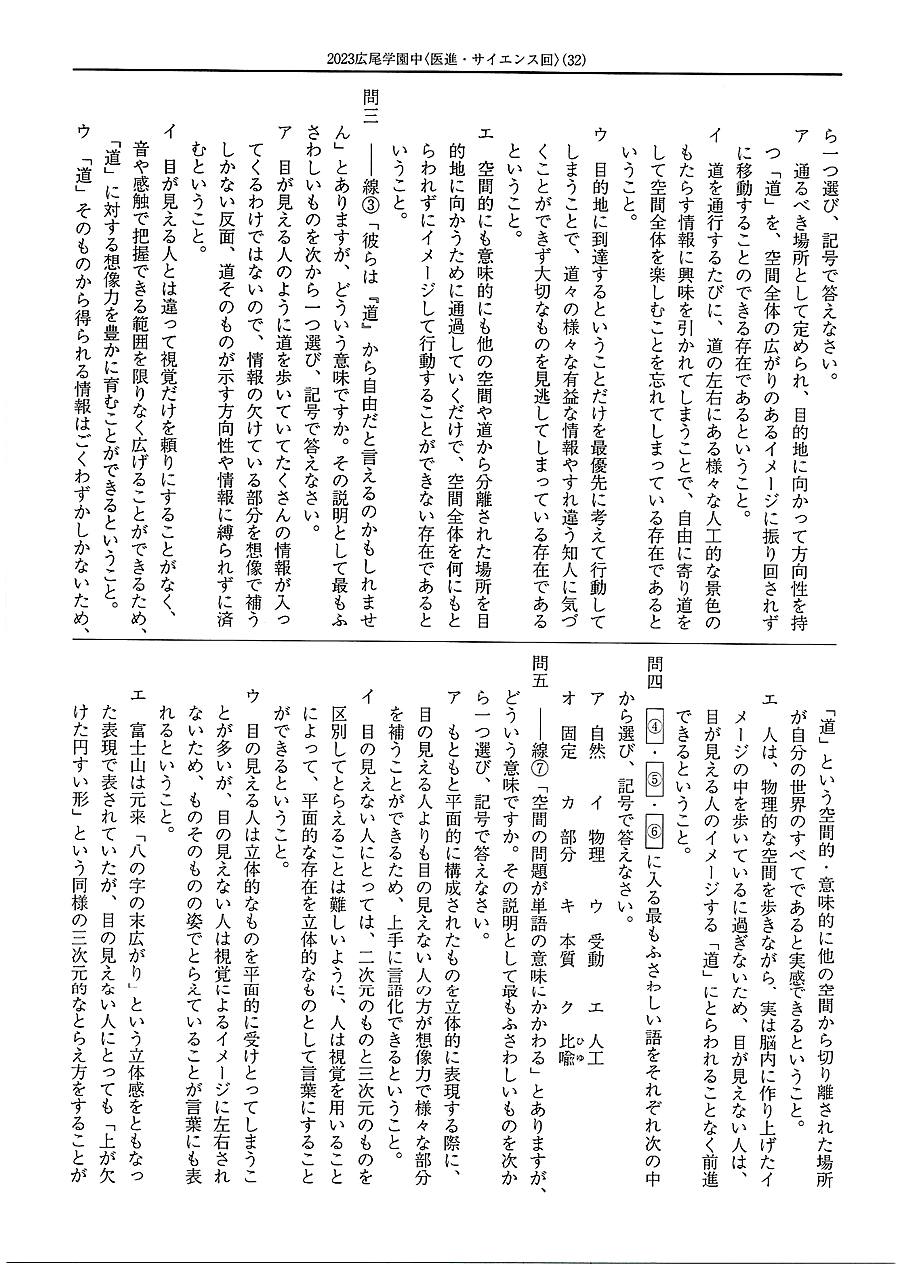 2023広尾学園中〈医進・サイエンス回〉(32)
ら一つ選び、記号で答えなさい。
ア　通るべき場所として定められ、目的地に向かって方向性を持
つ「道」を、空間全体の広がりのあるイメージに振り回されず
に移動することのできる存在であるということ。
イ　道を通行するたびに、道の左右にある様々な人工的な景色の
もたらす情報に興味を引かれてしまうことで、自由に寄り道を
して空間全体を楽しむことを忘れてしまっている存在であると
いうこと。
ウ　目的地に到達するということだけを最優先に考えて行動して
しまうことで、道々の様々な有益な情報やすれ違う知人に気づ
くことができず大切なものを見逃してしまっている存在である
ということ。
エ　空間的にも意味的にも他の空間や道から分離された場所を目
的地に向かうために通過していくだけで、空間全体を何にもと
らわれずにイメージして行動することができない存在であると
いうこと。
問三　――線③「彼らは『道』から自由だと言えるのかもしれませ
ん」とありますが、どういう意味ですか。その説明として最もふ
さわしいものを次から一つ選び、記号で答えなさい。
ア　目が見える人のように道を歩いていてたくさんの情報が入っ
てくるわけではないので、情報の欠けている部分を想像で補う
しかない反面、道そのものが示す方向性や情報に縛られずに済
むということ。
イ　目が見える人とは違って視覚だけを頼りにすることがなく、
音や感触で把握できる範囲を限りなく広げることができるため、
「道」に対する想像力を豊かに育むことができるということ。
ウ　「道」そのものから得られる情報はごくわずかしかないため、
「道」という空間的・意味的に他の空間から切り離された場所
が自分の世界のすべてであると実感できるということ。
エ　人は、物理的な空間を歩きながら、実は脳内に作り上げたイ
メージの中を歩いているに過ぎないため、目が見えない人は、
目が見える人のイメージする「道」にとらわれることなく前進
できるということ。
問四　④・⑤・⑥に入る最もふさわしい語をそれぞれ次の中
から選び、記号で答えなさい。
ア　自然　イ　物理　ウ　受動　エ　人工
オ　固定　カ　部分　キ　本質　ク　比喩ひゆ
問五　――線⑦「空間の問題が単語の意味にかかわる」とありますが、
どういう意味ですか。その説明として最もふさわしいものを次か
ら一つ選び、記号で答えなさい。
ア　もともと平面的に構成されたものを立体的に表現する際に、
目の見える人よりも目の見えない人の方が想像力で様々な部分
を補うことができるため、上手に言語化できるということ。
イ　目の見えない人にとっては、二次元のものと三次元のものを
区別してとらえることは難しいように、人は視覚を用いること
によって、平面的な存在を立体的なものとして言葉にすること
ができるということ。
ウ　目の見える人は立体的なものを平面的に受けとってしまうこ
とが多いが、目の見えない人は視覚によるイメージに左右され
ないため、ものそのものの姿でとらえていることが言葉にも表
れるということ。
エ　富士山は元来「八の字の末広がり」という立体感をともなっ
た表現で表されていたが、目の見えない人にとっても「上が欠
けた円すい形」という同様の三次元的なとらえ方をすることが